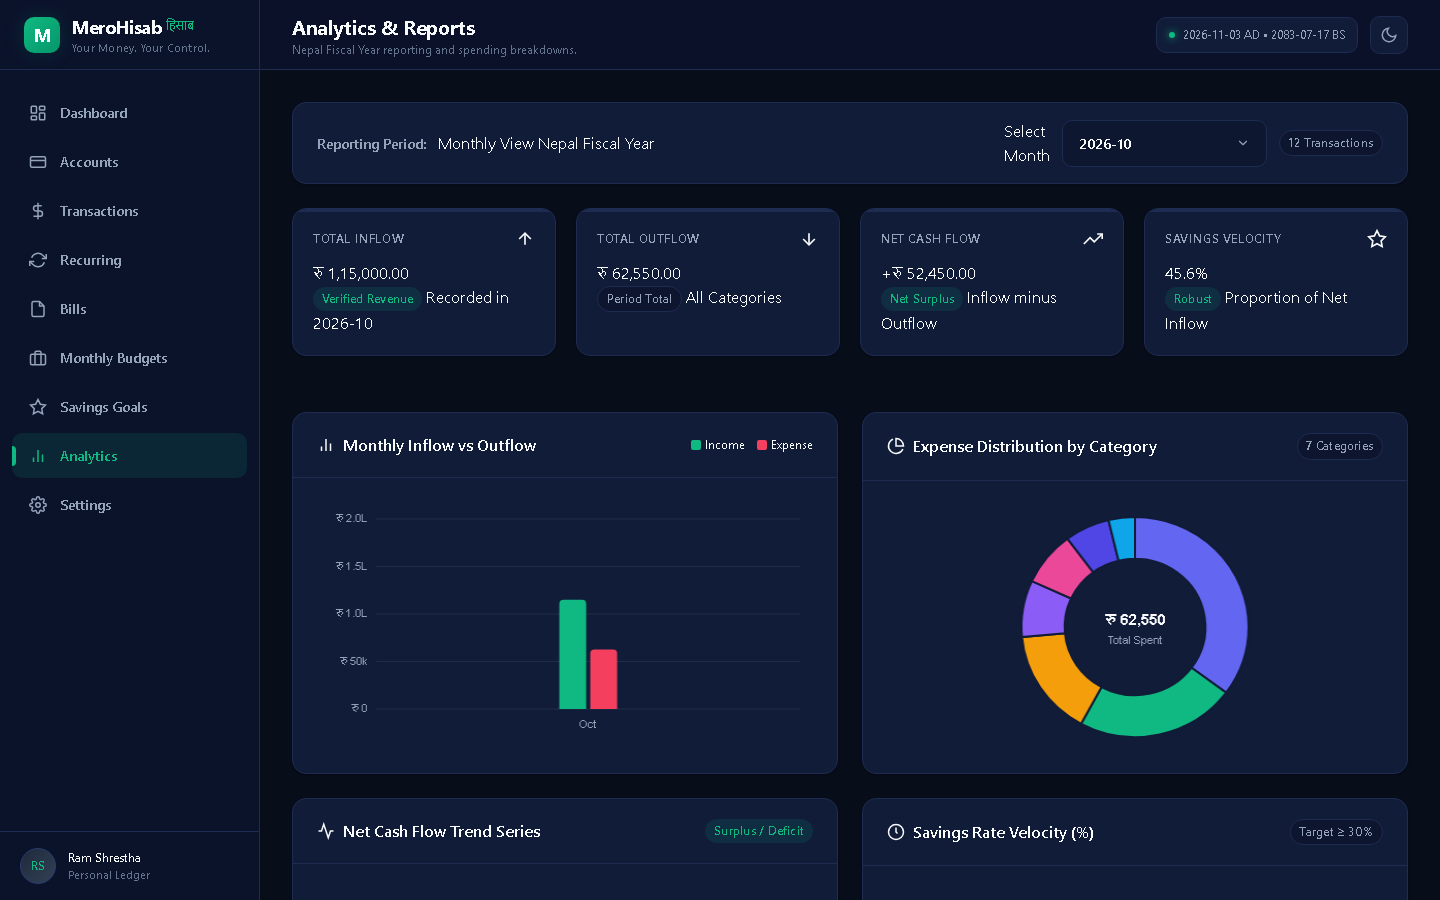 M
MeroHisab हिसाब
Your Money. Your Control.
Dashboard
Accounts
Transactions
Recurring
Bills
Monthly Budgets
Savings Goals
Analytics
Settings
RS
Ram Shrestha
Personal Ledger
Analytics & Reports
Nepal Fiscal Year reporting and spending breakdowns.
2026-11-03 AD • 2083-07-17 BS
Reporting Period: Monthly View Nepal Fiscal Year
Select
Month
2026-10
12 Transactions
TOTAL INFLOW
रु 1,15,000.00
Verified Revenue Recorded in
2026-10
TOTAL OUTFLOW
रु 62,550.00
Period Total All Categories
NET CASH FLOW
+रु 52,450.00
Net Surplus Inflow minus
Outflow
SAVINGS VELOCITY
45.6%
Robust Proportion of Net
Inflow
Monthly Inflow vs Outflow
Income Expense
रु 2.0L
रु 1.5L
रु 1.0L
रु 50k
रु 0
Oct
Expense Distribution by Category
7 Categories
रु 62,550
Total Spent
Net Cash Flow Trend Series
Surplus / Deficit
Savings Rate Velocity (%)
Target ≥ 30%